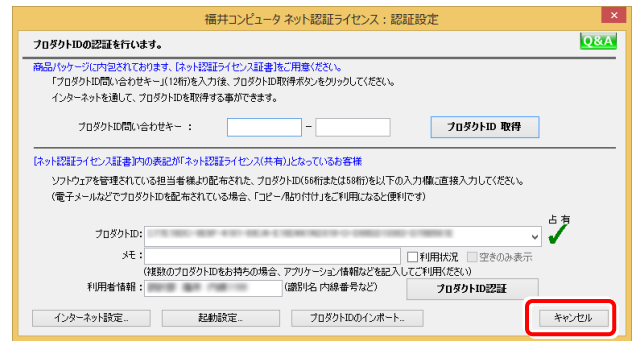 福井コンピュータ ネット認証ライセンス：認証設定
プロダクトIDの認証を行います。
Q&A
商品パッケージに内包されております、[ネット認証ライセンス証書]をご用意ください。
「プロダクトID問い合わせキー」(12桁)を入力後、プロダクトID取得ボタンをクリックしてください。
インターネットを通して、プロダクトIDを取得する事ができます。
プロダクトID問い合わせキー ：
－
プロダクトID 取得
[ネット認証ライセンス証書]内の表記が「ネット認証ライセンス(共有)」となっているお客様
ソフトウェアを管理されている担当者様より配布された、プロダクトID(56桁または58桁)を以下の入力欄に直接入力してください。
(電子メールなどでプロダクトIDを配布されている場合、「コピー/貼り付け」をご利用になると便利です)
占有
プロダクトID:
メモ：
利用状況
空きのみ表示
(複数のプロダクトIDをお持ちの場合、アプリケーション情報などを記入してご利用ください)
利用者情報：
(識別名 内線番号など)
プロダクトID認証
インターネット設定...
起動設定...
プロダクトIDのインポート...
キャンセル